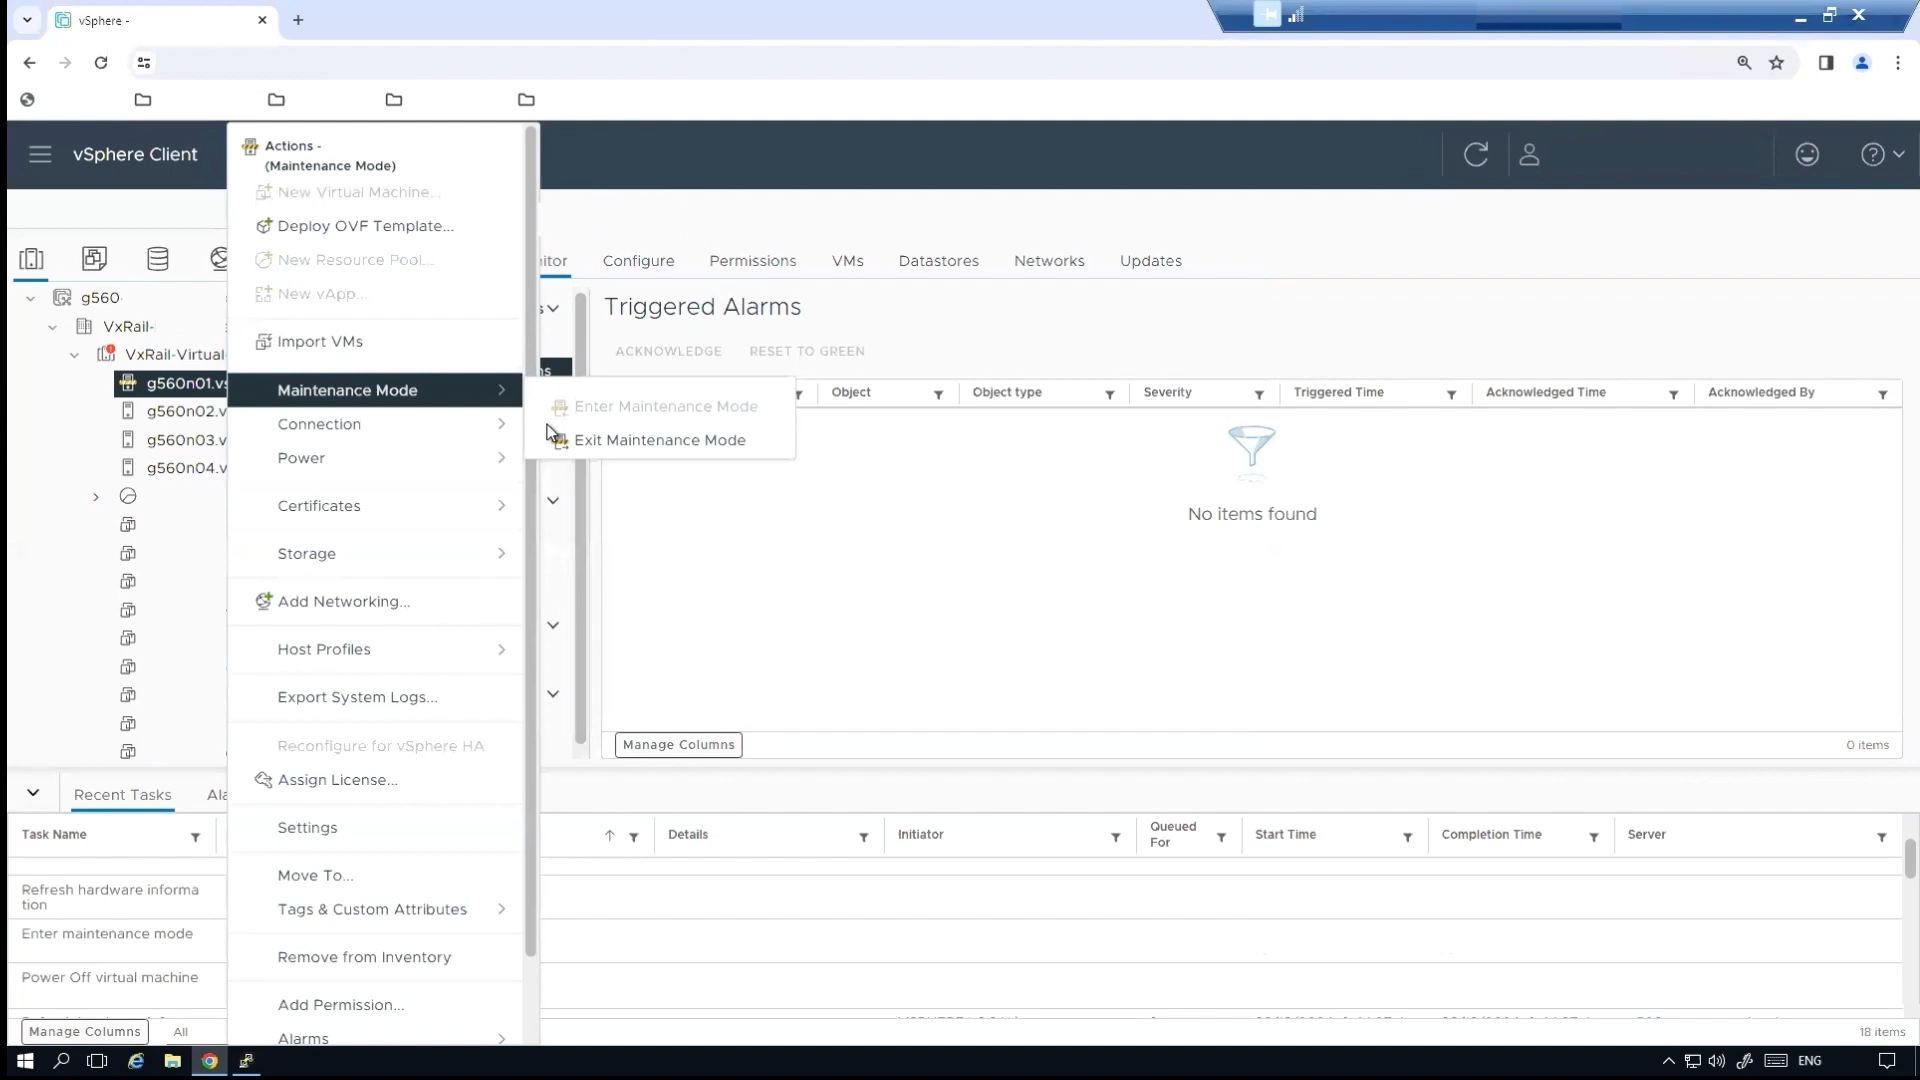 vSphere -
vSphere Client
Actions -
(Maintenance Mode)
New Virtual Machine...
Deploy OVF Template...
New Resource Pool...
New vApp...
Import VMs
Maintenance Mode
Connection
Power
Certificates
Storage
Add Networking...
Host Profiles
Export System Logs...
Reconfigure for vSphere HA
Assign License...
Settings
Move To...
Tags & Custom Attributes
Remove from Inventory
Add Permission...
Alarms
Enter Maintenance Mode
Exit Maintenance Mode
g560
VxRail-
VxRail-Virtual
g560n01.vs
g560n02.v
g560n03.v
g560n04.v
itor
Configure
Permissions
VMs
Datastores
Networks
Updates
Triggered Alarms
ACKNOWLEDGE
RESET TO GREEN
Object
Object type
Severity
Triggered Time
Acknowledged Time
Acknowledged By
No items found
Manage Columns
0 items
Recent Tasks
Ala
Task Name
Details
Initiator
Queued
For
Start Time
Completion Time
Server
Refresh hardware informa
tion
Enter maintenance mode
Power Off virtual machine
Manage Columns
All
18 items
ENG